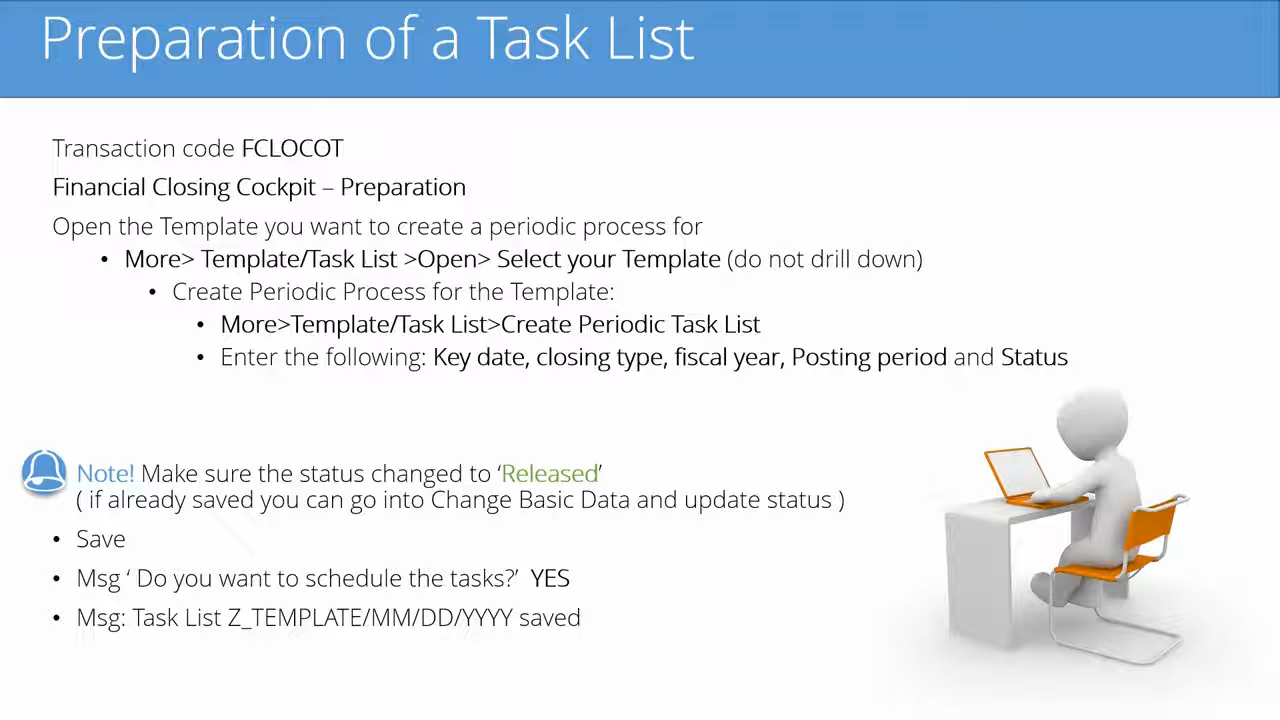 Preparation of a Task List
Transaction code FCLOCOT
Financial Closing Cockpit – Preparation
Open the Template you want to create a periodic process for
• More> Template/Task List >Open> Select your Template (do not drill down)
• Create Periodic Process for the Template:
• More>Template/Task List>Create Periodic Task List
• Enter the following: Key date, closing type, fiscal year, Posting period and Status
Note! Make sure the status changed to ‘Released’
( if already saved you can go into Change Basic Data and update status )
• Save
• Msg ‘ Do you want to schedule the tasks?’ YES
• Msg: Task List Z_TEMPLATE/MM/DD/YYYY saved